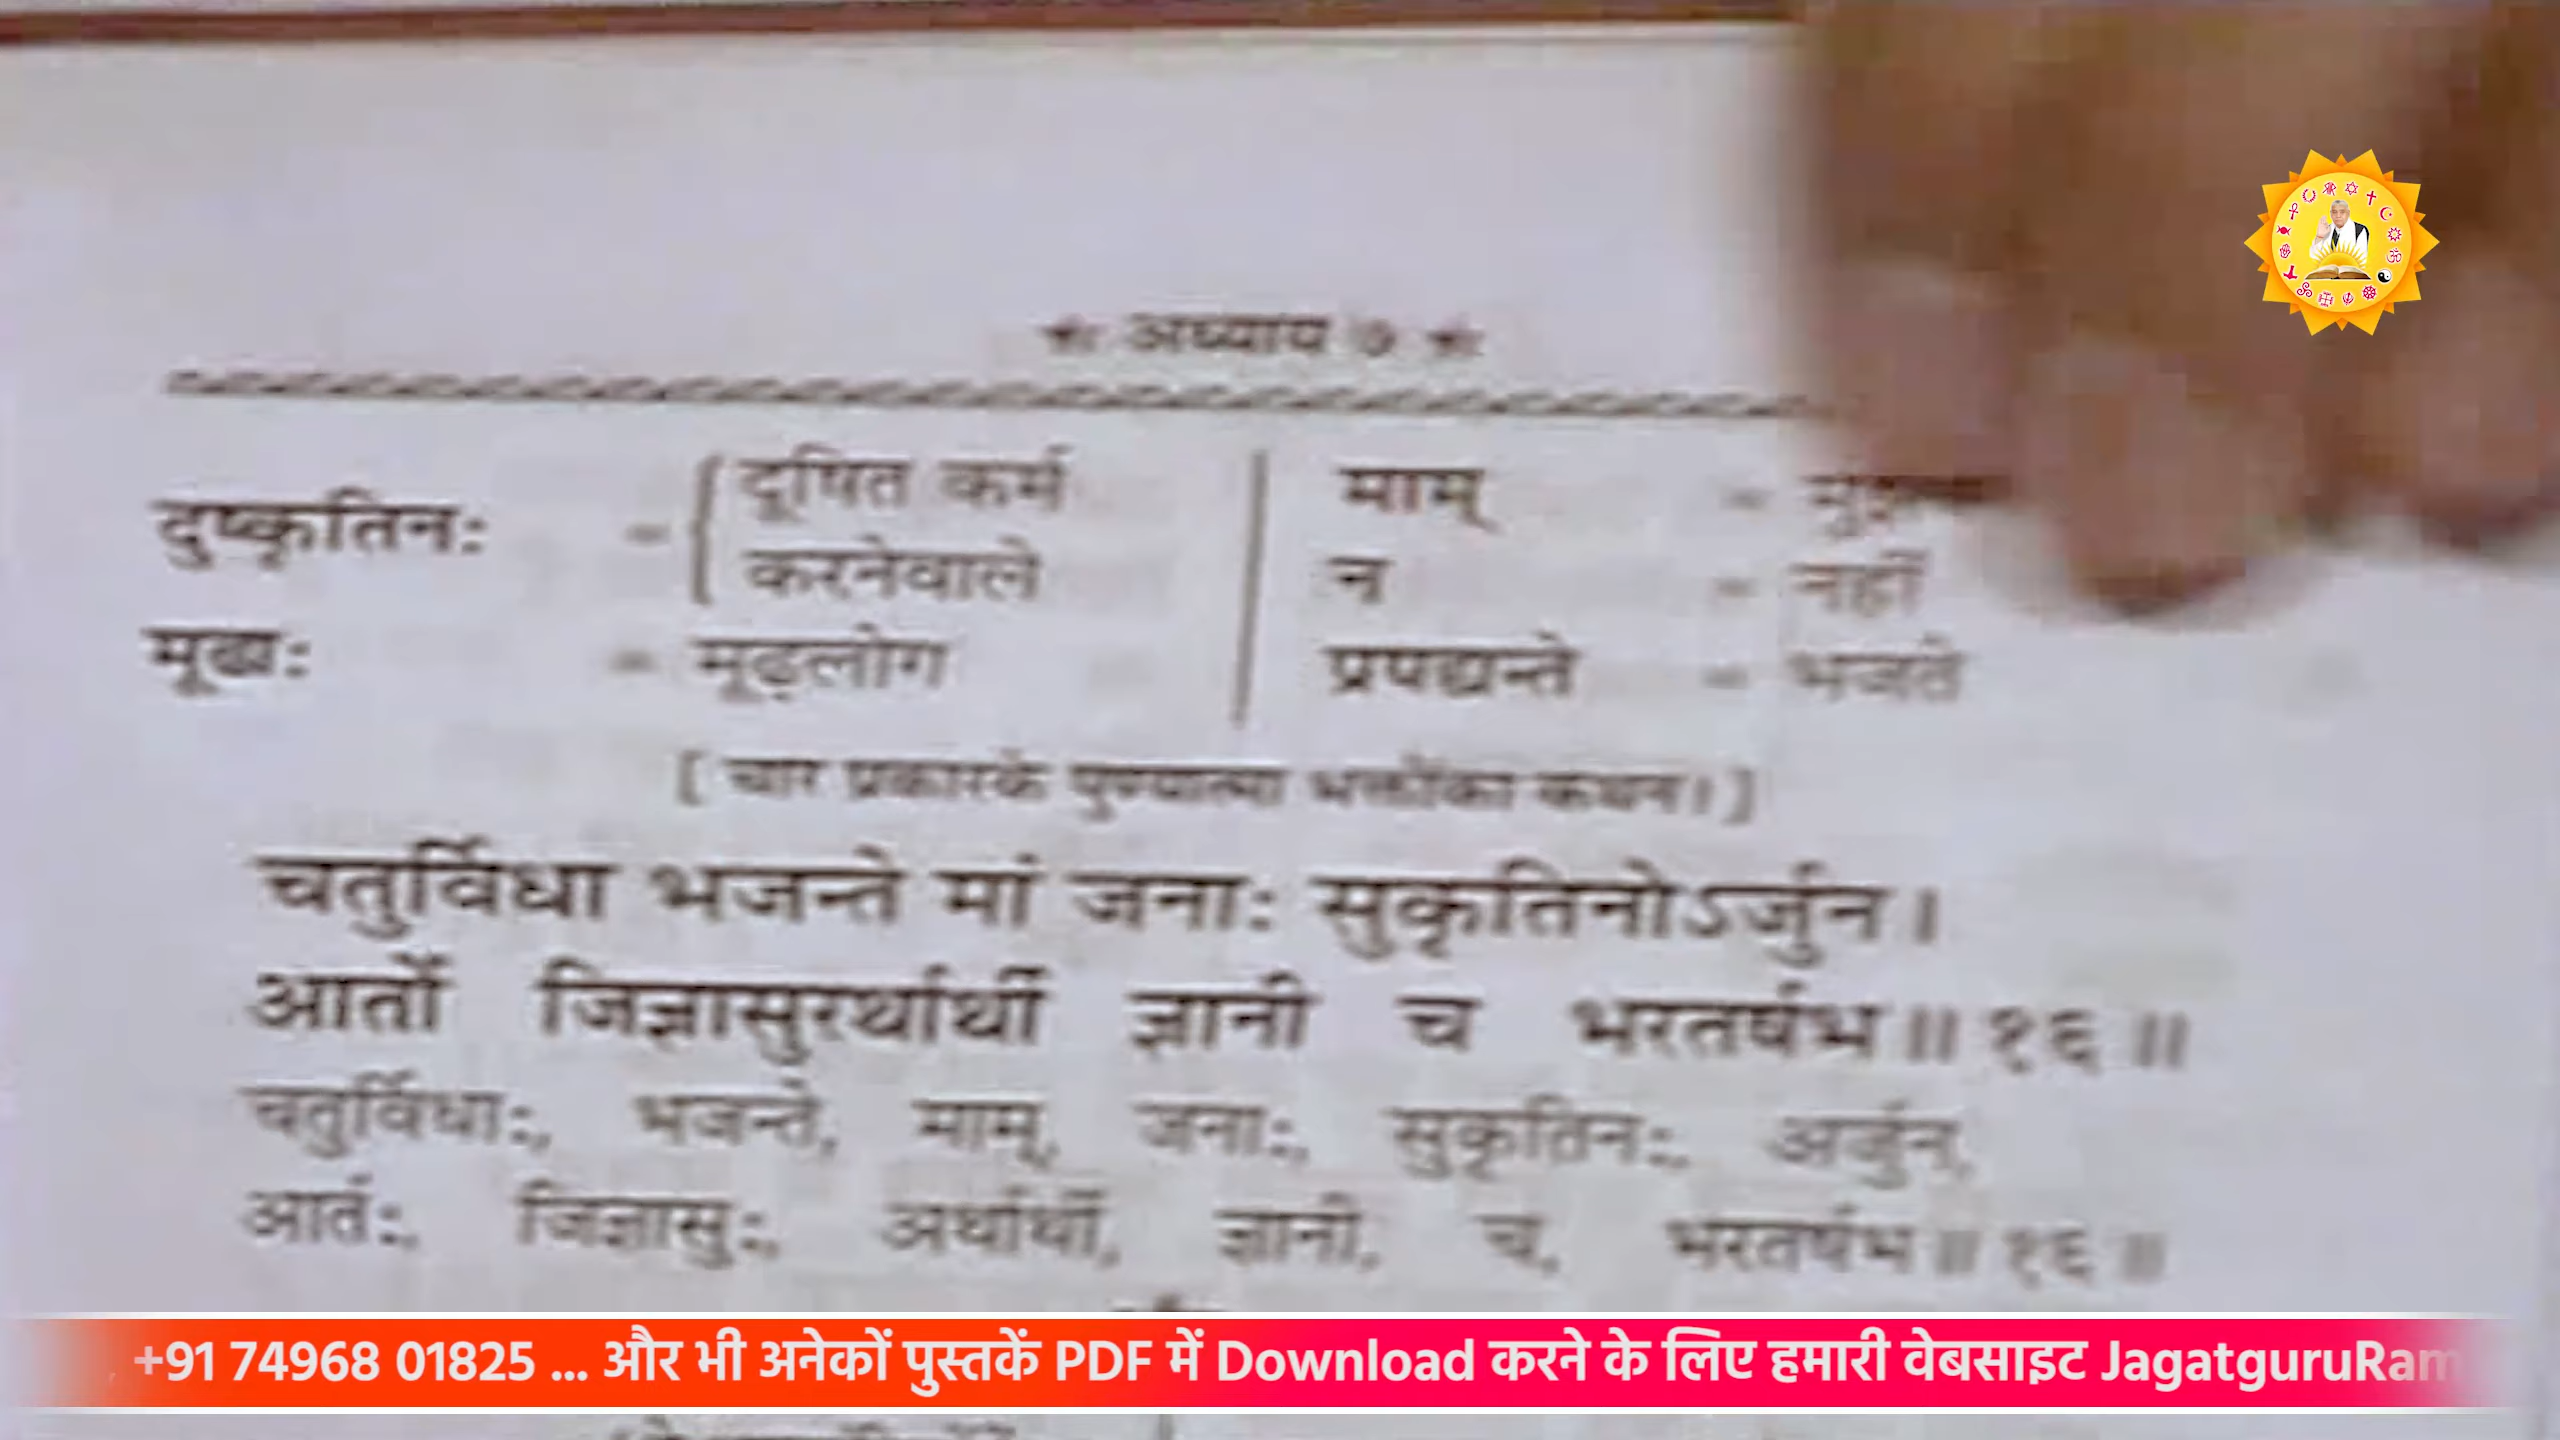 * अध्याय ७ *
दुष्कृतिनः - दूषित कर्म करनेवाले
मूढाः - मूढ़लोग
माम् -
न - नहीं
प्रपद्यन्ते - भजते
[ चार प्रकारके पुण्यात्मा भक्तोंका कथन। ]
चतुर्विधा भजन्ते मां जनाः सुकृतिनोऽर्जुन।
आर्तो जिज्ञासुरर्थार्थी ज्ञानी च भरतर्षभ॥ १६ ॥
चतुर्विधाः, भजन्ते, माम्, जनाः, सुकृतिनः, अर्जुन,
आर्तः, जिज्ञासुः, अर्थार्थी, ज्ञानी, च, भरतर्षभ॥ १६ ॥
+91 74968 01825 ... और भी अनेकों पुस्तकें PDF में Download करने के लिए हमारी वेबसाइट JagatguruRam